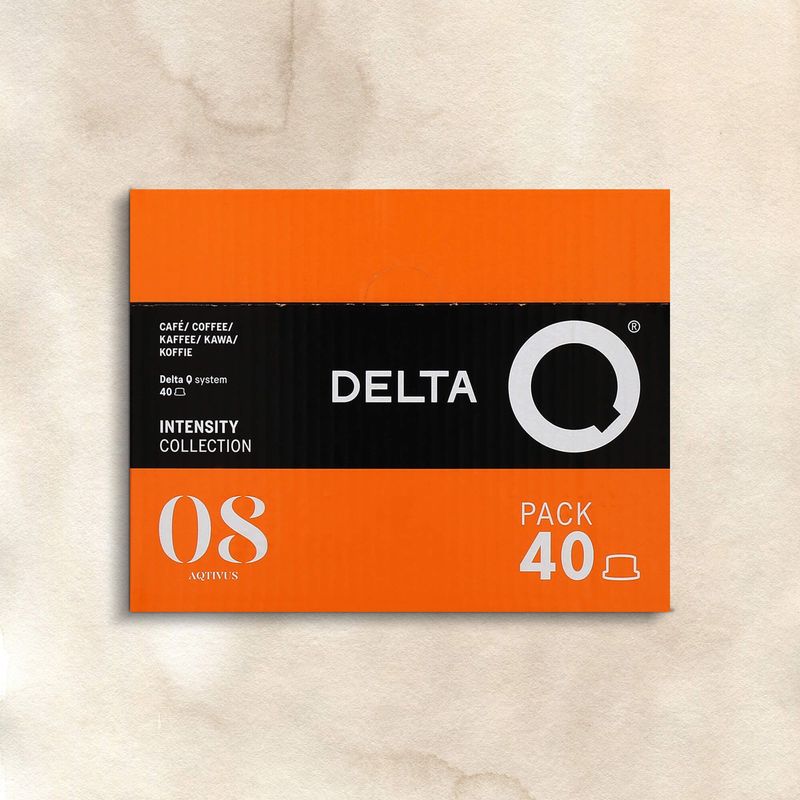 CAFÉ/ COFFEE/
KAFFEE/ KAWA/
KOFFIE
Delta Q system
40
INTENSITY
COLLECTION
DELTA Q®
08
AQTIVUS
PACK
40